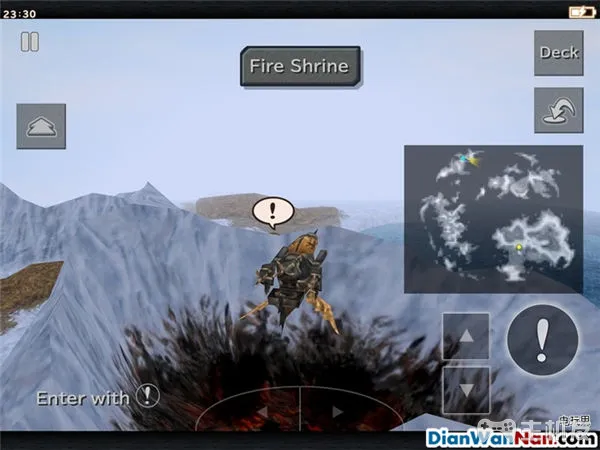 23:30
Fire Shrine
Deck
!
!
Enter with !
DianWanNan.com